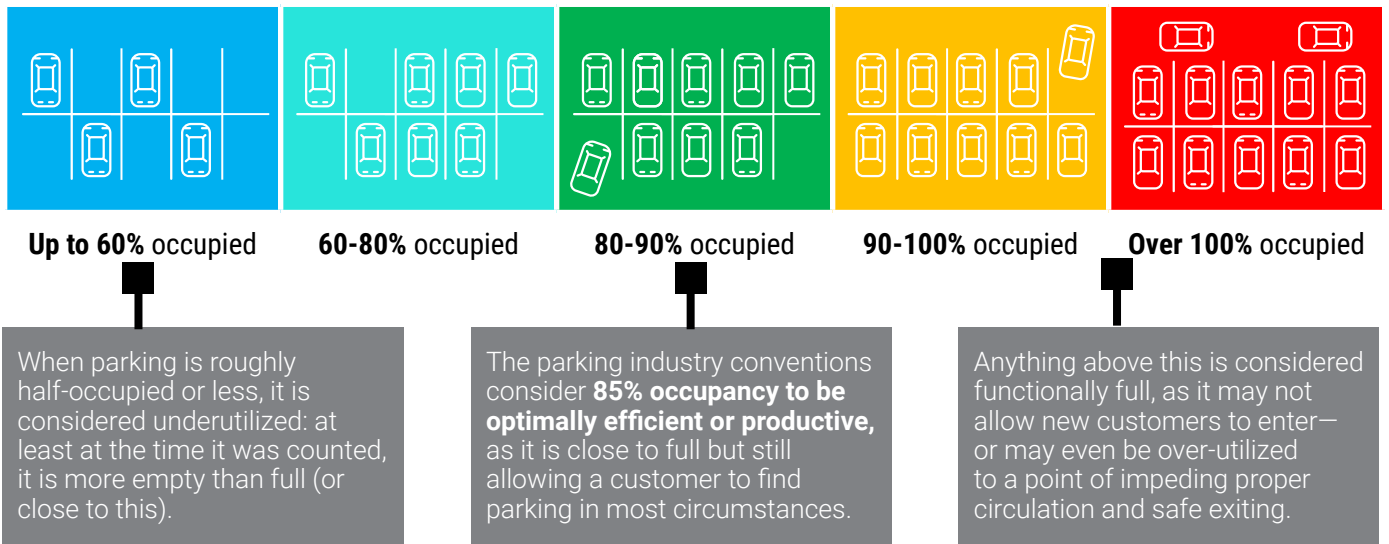 Up to 60% occupied
60-80% occupied
80-90% occupied
90-100% occupied
Over 100% occupied
When parking is roughly
half-occupied or less, it is
considered underutilized: at
least at the time it was counted,
it is more empty than full (or
close to this).
The parking industry conventions
consider 85% occupancy to be
optimally efficient or productive,
as it is close to full but still
allowing a customer to find
parking in most circumstances.
Anything above this is considered
functionally full, as it may not
allow new customers to enter—
or may even be over-utilized
to a point of impeding proper
circulation and safe exiting.